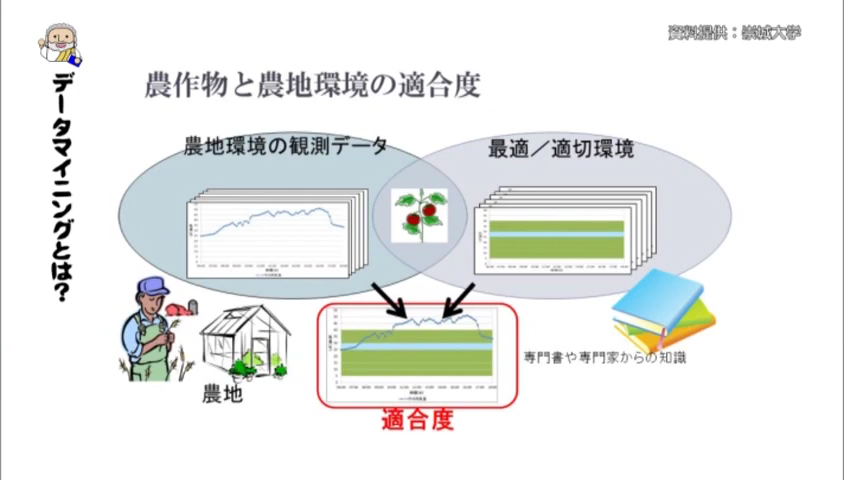 資料提供：崇城大学
データマイニングとは？
農作物と農地環境の適合度
農地環境の観測データ
最適／適切環境
専門書や専門家からの知識
農地
適合度